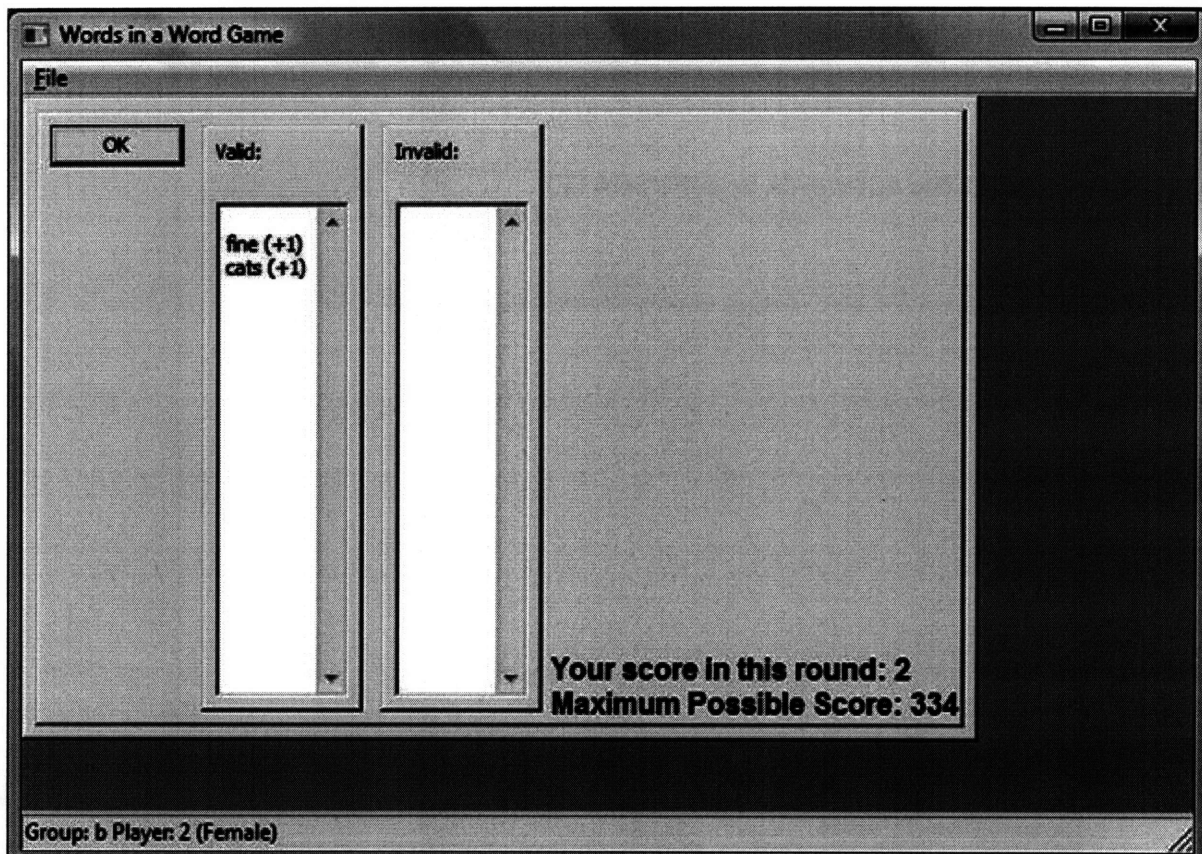 Words in a Word Game
File
OK
Valid:
Invalid:
fine (+1)
cats (+1)
Your score in this round: 2
Maximum Possible Score: 334
Group: b Player: 2 (Female)